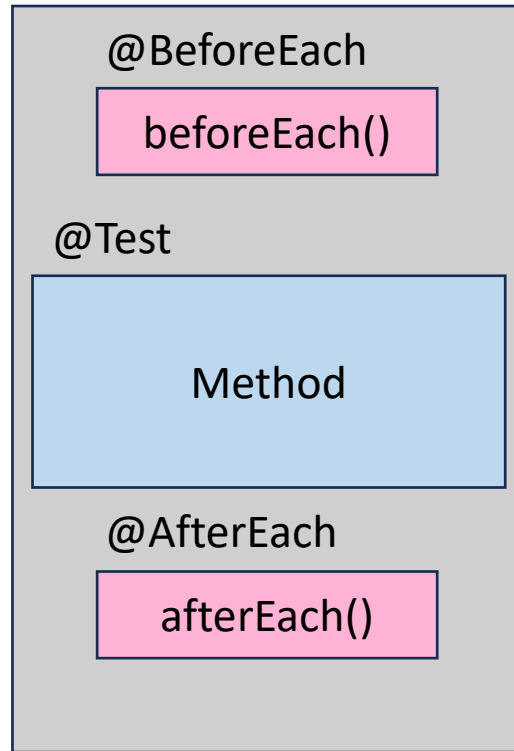 @BeforeEach
beforeEach()
@Test
Method
@AfterEach
afterEach()